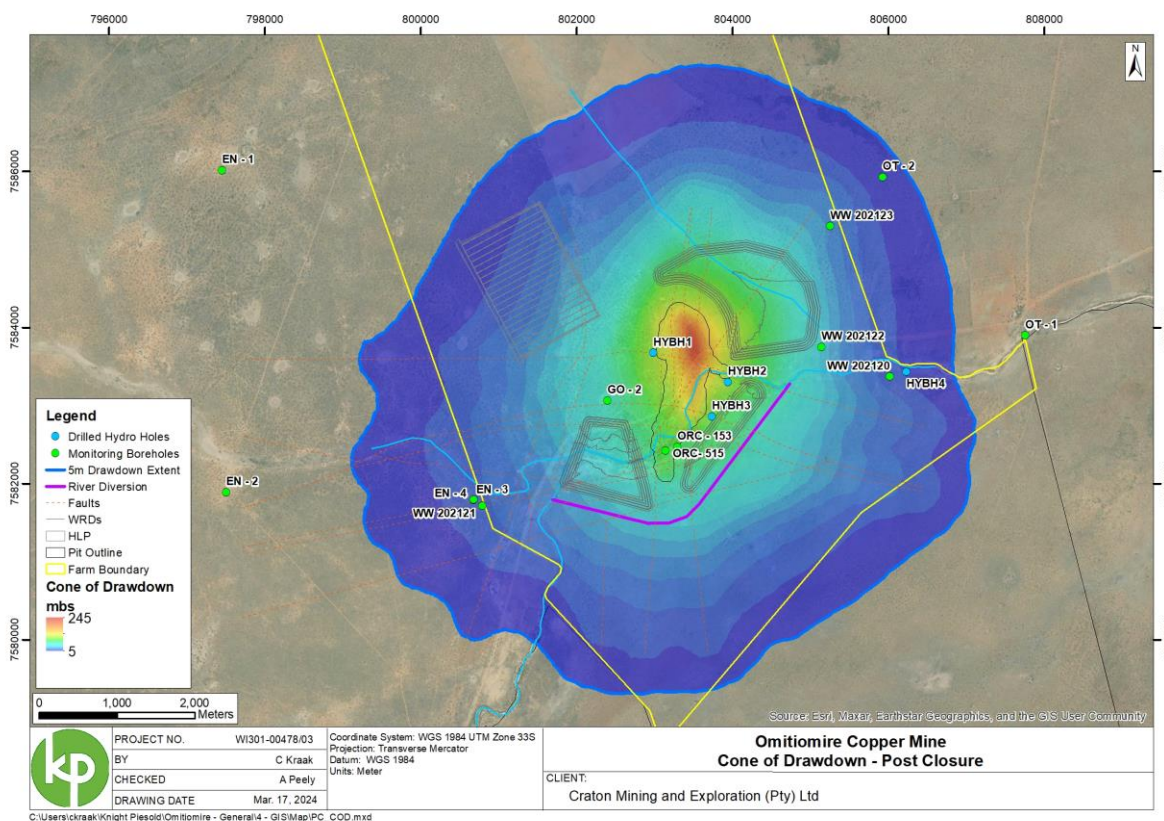 796000
798000
800000
802000
804000
806000
808000
7586000
7584000
7582000
7580000
N
EN - 1
OT - 2
WW 202123
OT - 1
WW 202122
HYBH1
WW 202120
HYBH4
HYBH2
GO - 2
HYBH3
ORC - 153
ORC- 515
EN - 2
EN - 4
EN - 3
WW 202121
Legend
Drilled Hydro Holes
Monitoring Boreholes
5m Drawdown Extent
River Diversion
Faults
WRDs
HLP
Pit Outline
Farm Boundary
Cone of Drawdown
mbs
245
5
0 1,000 2,000
Meters
Source: Esri, Maxar, Earthstar Geographics, and the GIS User Community
kp
PROJECT NO. WI301-00478/03
BY C Kraak
CHECKED A Peely
DRAWING DATE Mar. 17, 2024
Coordinate System: WGS 1984 UTM Zone 33S
Projection: Transverse Mercator
Datum: WGS 1984
Units: Meter
Omitiomire Copper Mine
Cone of Drawdown - Post Closure
CLIENT:
Craton Mining and Exploration (Pty) Ltd
C:\Users\ckraak\Knight Piesold\Omitiomire - General\4 - GIS\Map\PC_COD.mxd